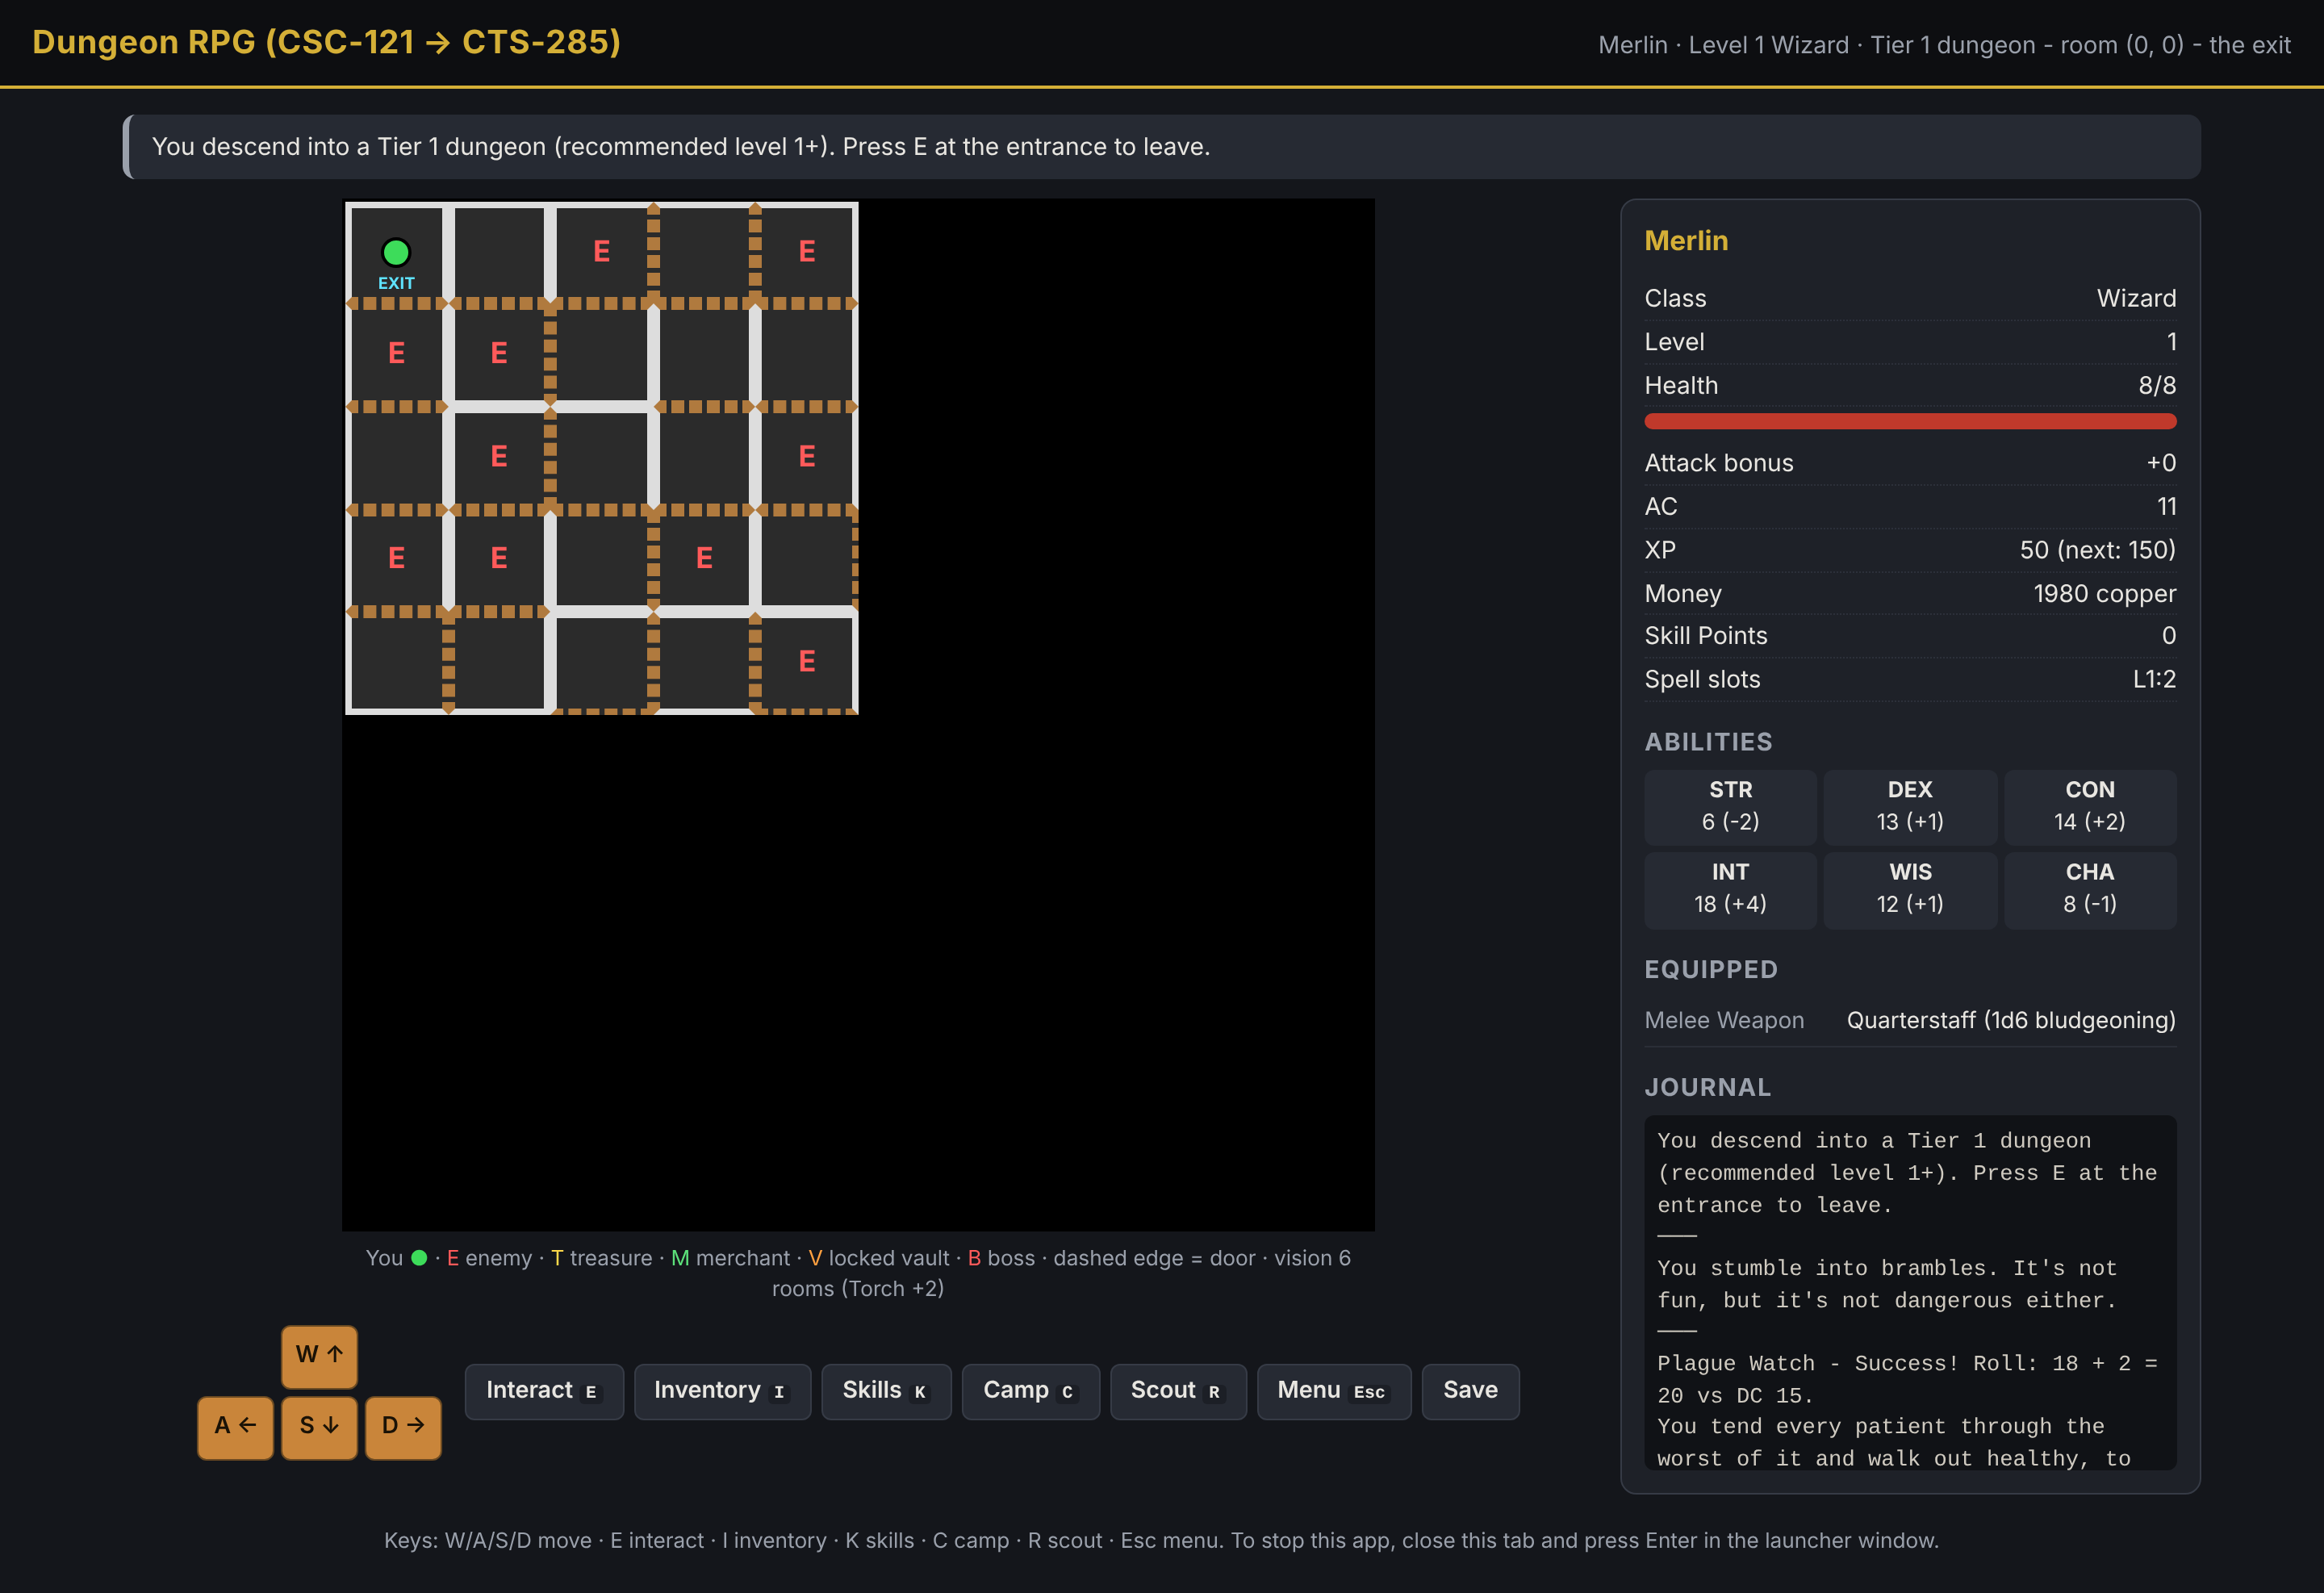 Dungeon RPG (CSC-121 → CTS-285)
Merlin · Level 1 Wizard · Tier 1 dungeon - room (0, 0) - the exit
You descend into a Tier 1 dungeon (recommended level 1+). Press E at the entrance to leave.
E E
EXIT
E E
E E
E E E
E
You · E enemy · T treasure · M merchant · V locked vault · B boss · dashed edge = door · vision 6
rooms (Torch +2)
W ↑
A ← S ↓ D →
Interact E Inventory I Skills K Camp C Scout R Menu Esc Save
Merlin
Class Wizard
Level 1
Health 8/8
Attack bonus +0
AC 11
XP 50 (next: 150)
Money 1980 copper
Skill Points 0
Spell slots L1:2
ABILITIES
STR DEX CON
6 (-2) 13 (+1) 14 (+2)
INT WIS CHA
18 (+4) 12 (+1) 8 (-1)
EQUIPPED
Melee Weapon Quarterstaff (1d6 bludgeoning)
JOURNAL
You descend into a Tier 1 dungeon
(recommended level 1+). Press E at the
entrance to leave.
———
You stumble into brambles. It's not
fun, but it's not dangerous either.
———
Plague Watch - Success! Roll: 18 + 2 =
20 vs DC 15.
You tend every patient through the
worst of it and walk out healthy, to
Keys: W/A/S/D move · E interact · I inventory · K skills · C camp · R scout · Esc menu. To stop this app, close this tab and press Enter in the launcher window.